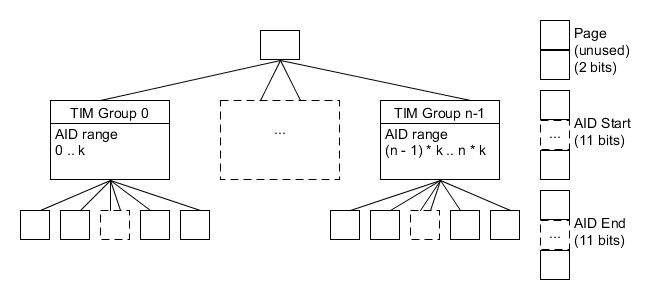 TIM Group 0
AID range
0 .. k
...
TIM Group n-1
AID range
(n - 1) * k .. n * k
Page
(unused)
(2 bits)
...
AID Start
(11 bits)
...
AID End
(11 bits)